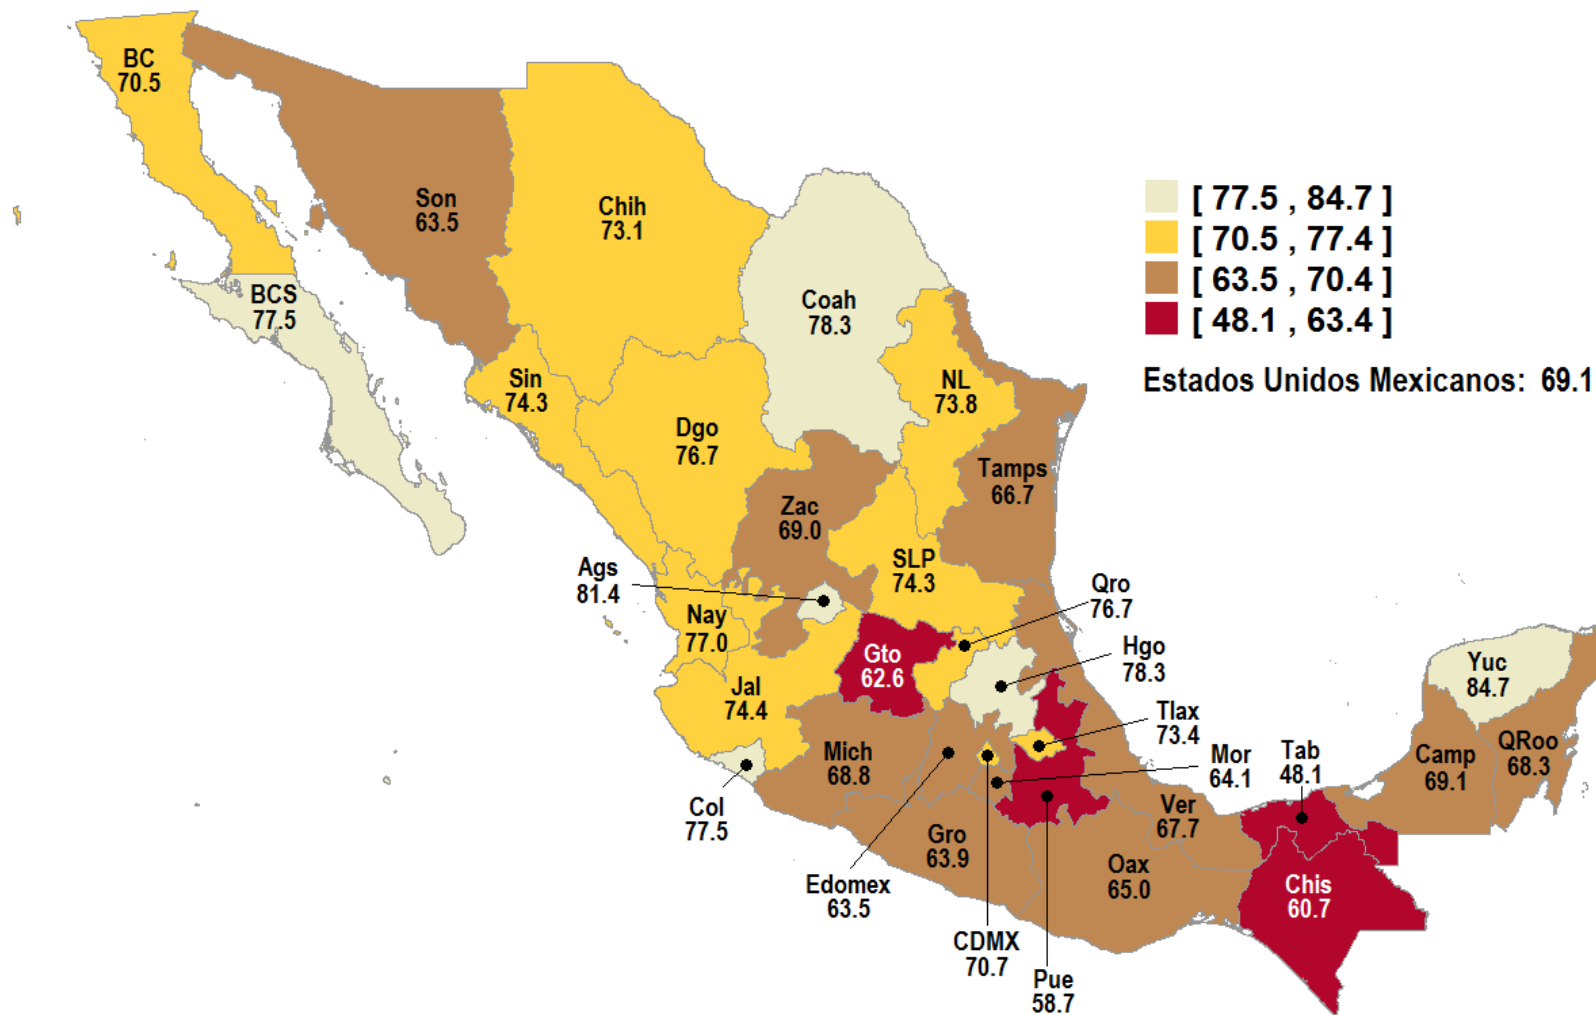 BC
70.5
Son
63.5
Chih
73.1
BCS
77.5
Coah
78.3
[ 77.5 , 84.7 ]
[ 70.5 , 77.4 ]
[ 63.5 , 70.4 ]
[ 48.1 , 63.4 ]
Estados Unidos Mexicanos: 69.1
Sin
74.3
NL
73.8
Dgo
76.7
Tamps
66.7
Zac
69.0
SLP
74.3
Ags
81.4
Qro
76.7
Nay
77.0
Gto
62.6
Hgo
78.3
Yuc
84.7
Jal
74.4
Tlax
73.4
Mich
68.8
Mor
64.1
Tab
48.1
Camp
69.1
QRoo
68.3
Col
77.5
Ver
67.7
Gro
63.9
Oax
65.0
Edomex
63.5
Chis
60.7
CDMX
70.7
Pue
58.7